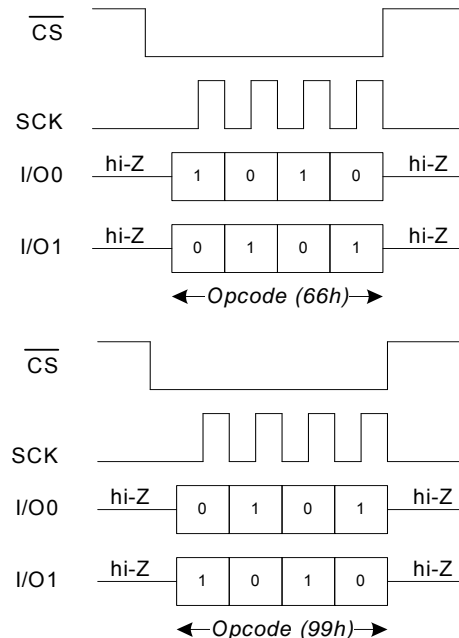 CS
SCK
I/O0 hi-Z 1 0 1 0 hi-Z
I/O1 hi-Z 0 1 0 1 hi-Z
Opcode (66h)
CS
SCK
I/O0 hi-Z 0 1 0 1 hi-Z
I/O1 hi-Z 1 0 1 0 hi-Z
Opcode (99h)